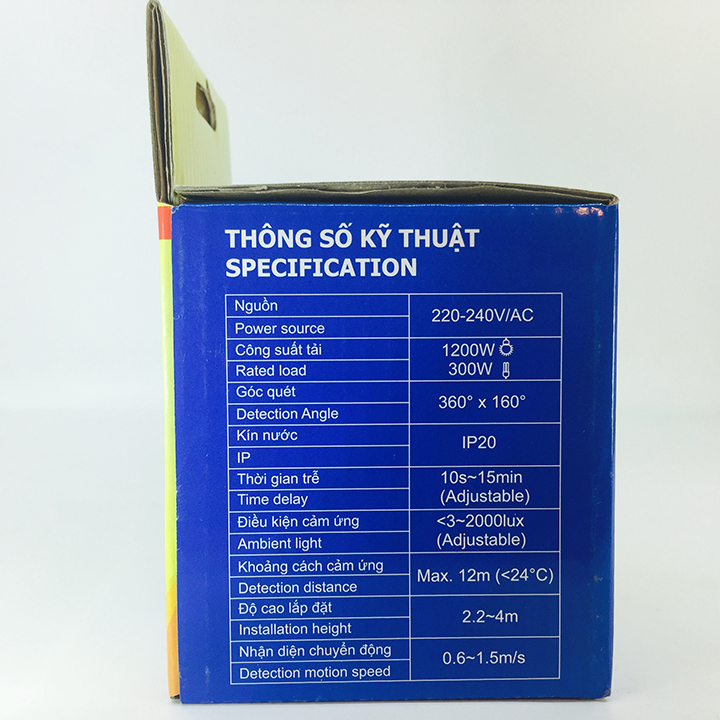 THÔNG SỐ KỸ THUẬT
SPECIFICATION
Nguồn
Power source
220-240V/AC
Công suất tải
Rated load
1200W
300W
Góc quét
Detection Angle
360° x 160°
Kín nước
IP
IP20
Thời gian trễ
Time delay
10s~15min
(Adjustable)
Điều kiện cảm ứng
Ambient light
<3~2000lux
(Adjustable)
Khoảng cách cảm ứng
Detection distance
Max. 12m (<24°C)
Độ cao lắp đặt
Installation height
2.2~4m
Nhận diện chuyển động
Detection motion speed
0.6~1.5m/s